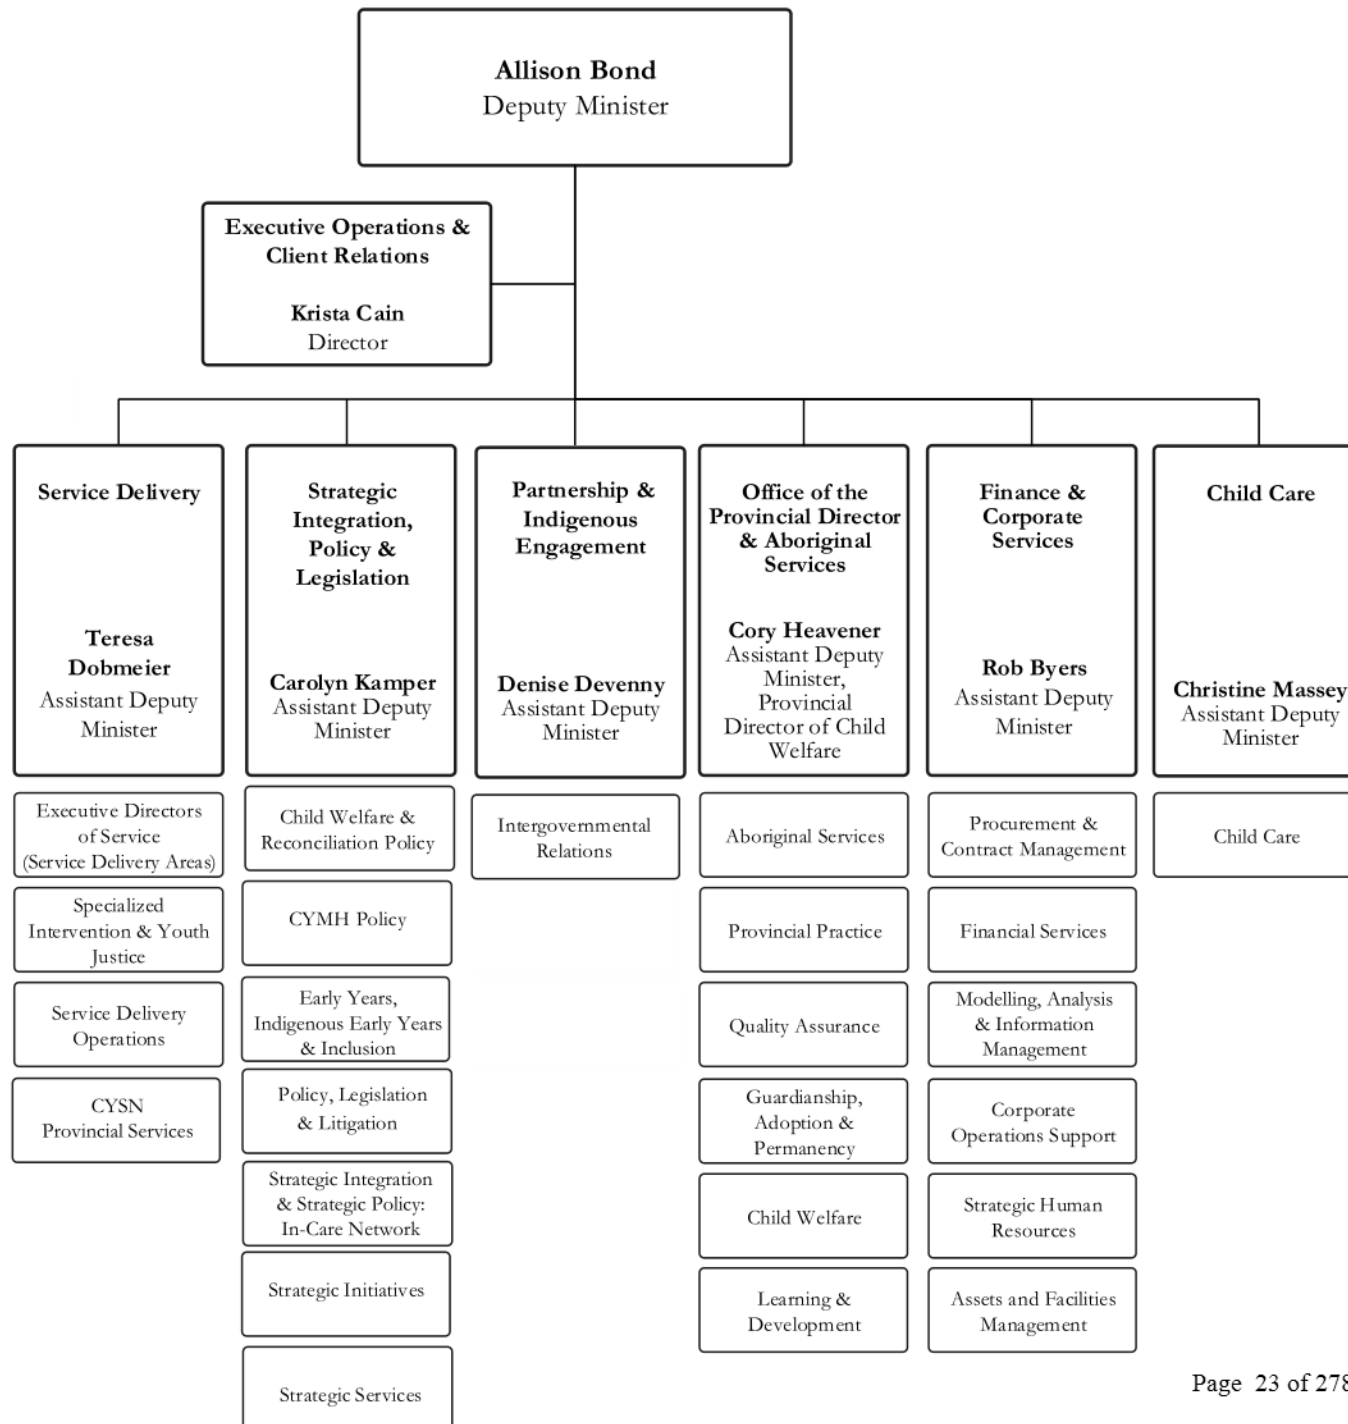 Allison Bond
Deputy Minister
Executive Operations &
Client Relations
Krista Cain
Director
Service Delivery
Teresa
Dobmeier
Assistant Deputy
Minister
Strategic
Integration,
Policy &
Legislation
Carolyn Kamper
Assistant Deputy
Minister
Partnership &
Indigenous
Engagement
Denise Devenny
Assistant Deputy
Minister
Office of the
Provincial Director
& Aboriginal
Services
Cory Heavener
Assistant Deputy
Minister,
Provincial
Director of Child
Welfare
Finance &
Corporate
Services
Rob Byers
Assistant Deputy
Minister
Child Care
Christine Massey
Assistant Deputy
Minister
Executive Directors
of Service
(Service Delivery Areas)
Specialized
Intervention & Youth
Justice
Service Delivery
Operations
CYSN
Provincial Services
Child Welfare &
Reconciliation Policy
CYMH Policy
Early Years,
Indigenous Early Years
& Inclusion
Policy, Legislation
& Litigation
Strategic Integration
& Strategic Policy:
In-Care Network
Strategic Initiatives
Strategic Services
Intergovernmental
Relations
Aboriginal Services
Provincial Practice
Quality Assurance
Guardianship,
Adoption &
Permanency
Child Welfare
Learning &
Development
Procurement &
Contract Management
Financial Services
Modelling, Analysis
& Information
Management
Corporate
Operations Support
Strategic Human
Resources
Assets and Facilities
Management
Child Care
Page 23 of 278